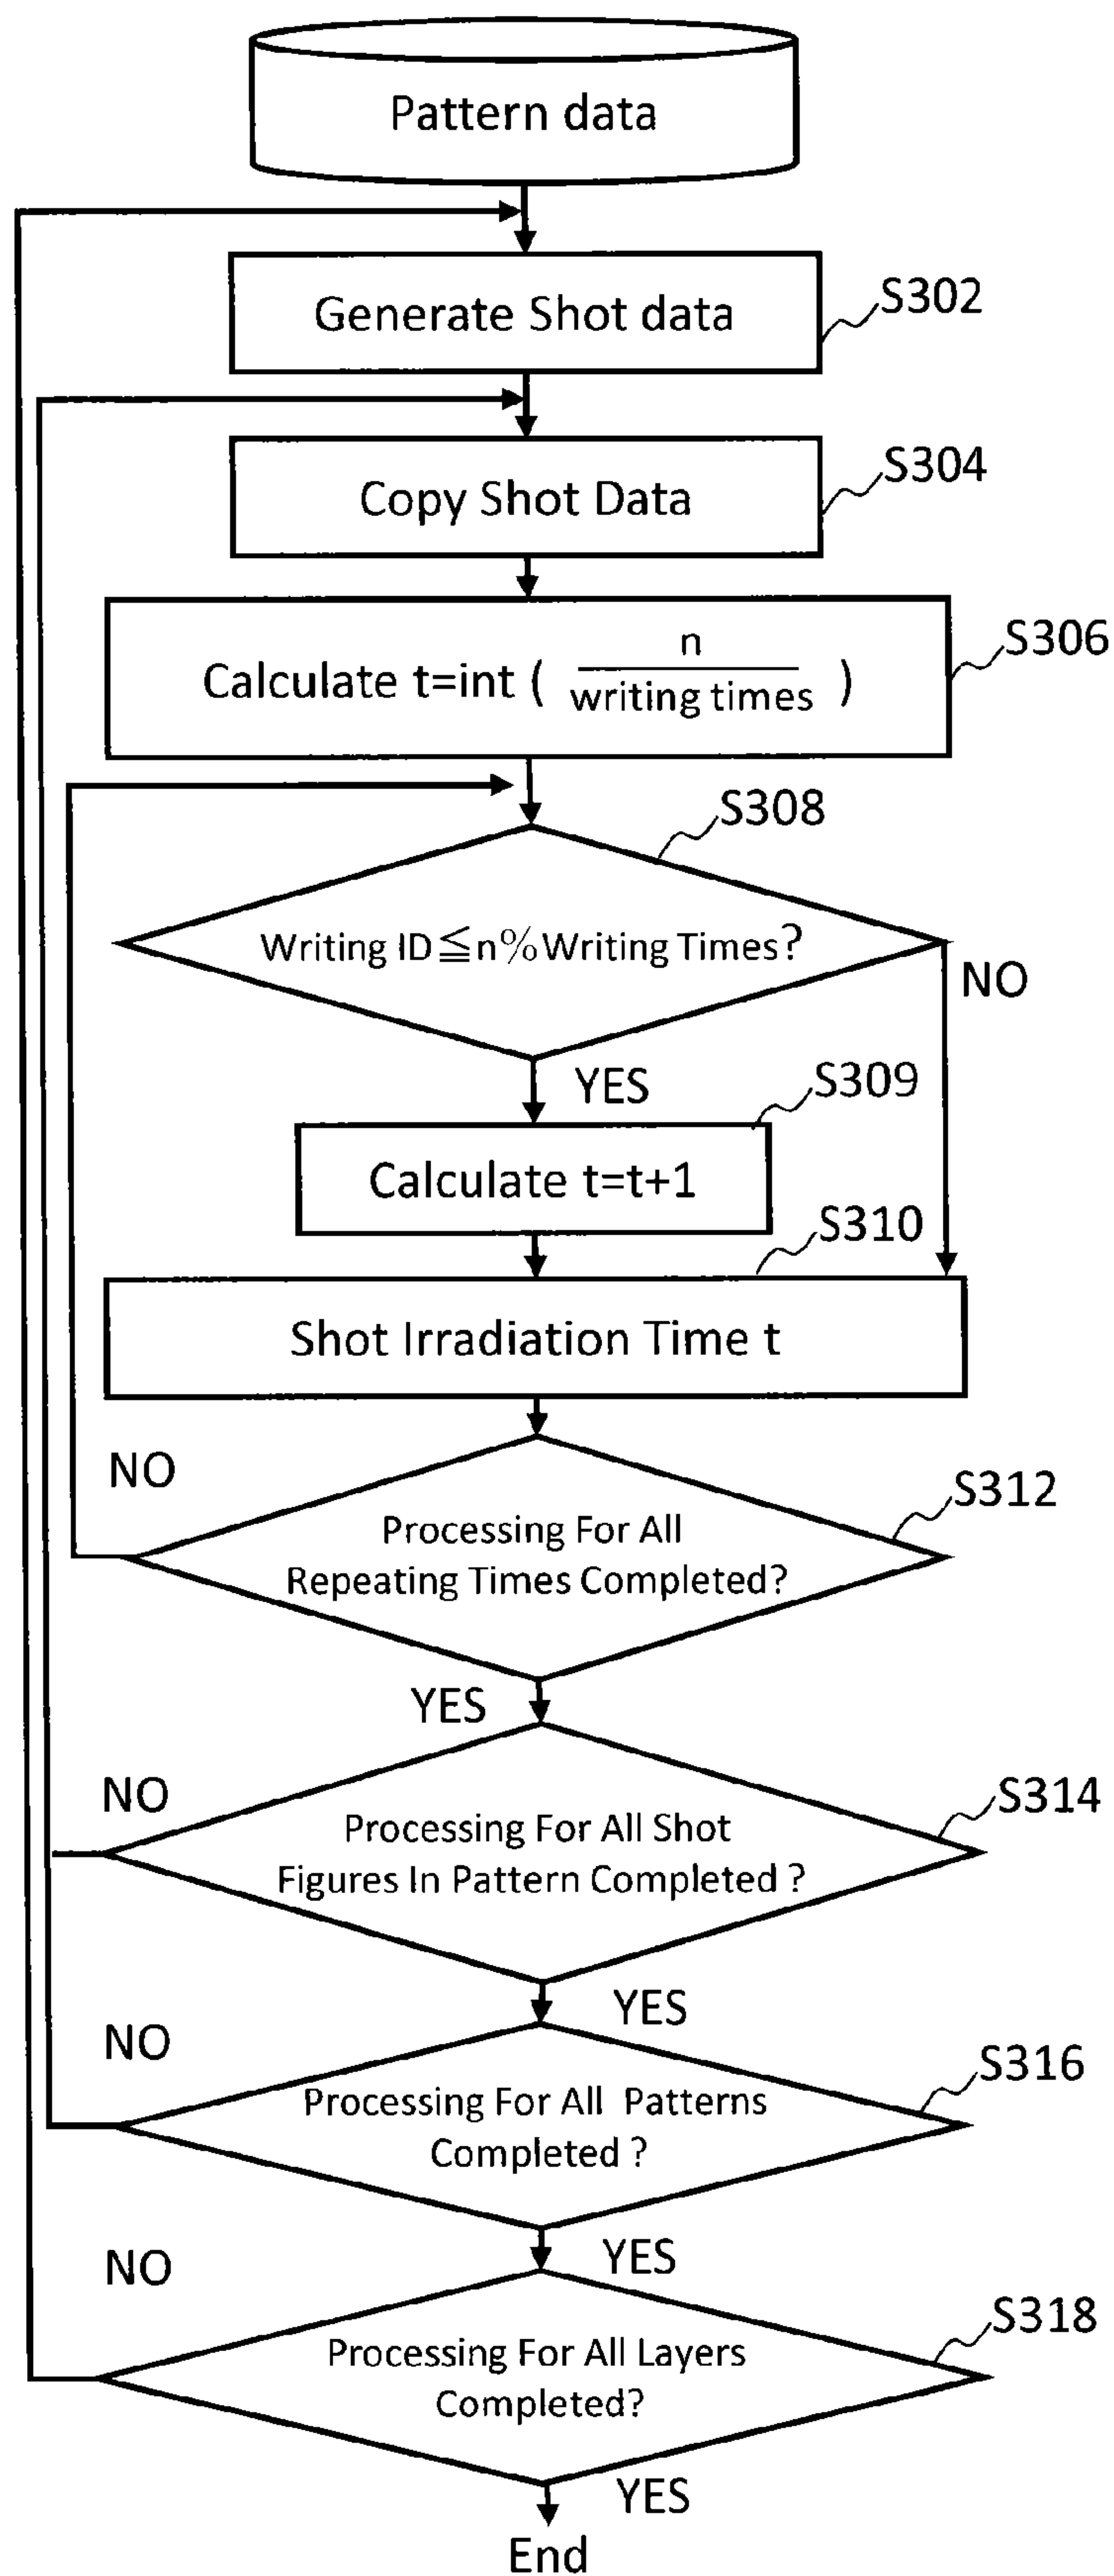 Pattern data
Generate Shot data
S302
Copy Shot Data
S304
Calculate t=int ( n / writing times )
S306
S308
Writing ID≦n%Writing Times?
NO
YES
S309
Calculate t=t+1
S310
Shot Irradiation Time t
NO
S312
Processing For All
Repeating Times Completed?
YES
NO
S314
Processing For All Shot
Figures In Pattern Completed ?
YES
NO
S316
Processing For All Patterns
Completed ?
YES
NO
S318
Processing For All Layers
Completed?
YES
End